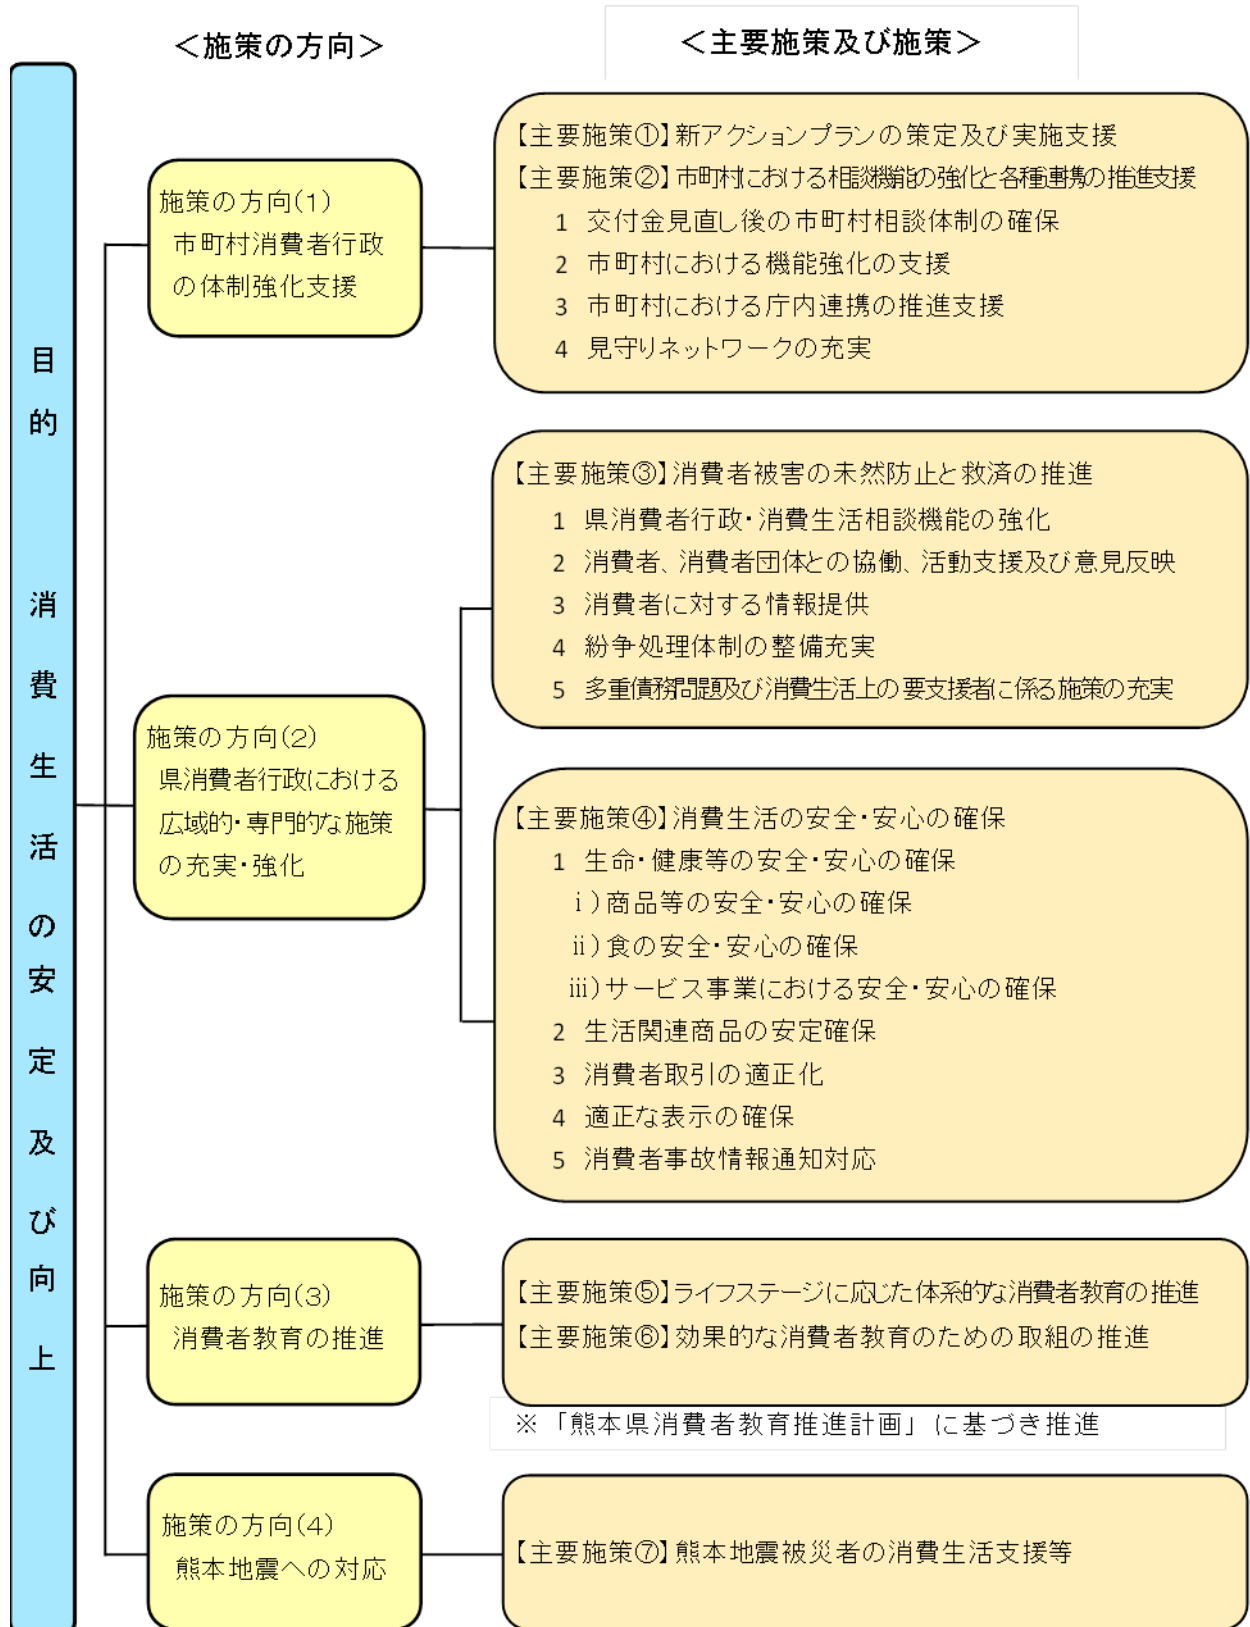 ＜施策の方向＞
＜主要施策及び施策＞
目的　消費生活の安定及び向上
施策の方向(1)
市町村消費者行政
の体制強化支援
【主要施策①】新アクションプランの策定及び実施支援
【主要施策②】市町村における相談機能の強化と各種連携の推進支援
1 交付金見直し後の市町村相談体制の確保
2 市町村における機能強化の支援
3 市町村における庁内連携の推進支援
4 見守りネットワークの充実
施策の方向(2)
県消費者行政における
広域的・専門的な施策
の充実・強化
【主要施策③】消費者被害の未然防止と救済の推進
1 県消費者行政・消費生活相談機能の強化
2 消費者、消費者団体との協働、活動支援及び意見反映
3 消費者に対する情報提供
4 紛争処理体制の整備充実
5 多重債務問題及び消費生活上の要支援者に係る施策の充実
【主要施策④】消費生活の安全・安心の確保
1 生命・健康等の安全・安心の確保
ⅰ)商品等の安全・安心の確保
ⅱ)食の安全・安心の確保
ⅲ)サービス事業における安全・安心の確保
2 生活関連商品の安定確保
3 消費者取引の適正化
4 適正な表示の確保
5 消費者事故情報通知対応
施策の方向(3)
消費者教育の推進
【主要施策⑤】ライフステージに応じた体系的な消費者教育の推進
【主要施策⑥】効果的な消費者教育のための取組の推進
※「熊本県消費者教育推進計画」に基づき推進
施策の方向(4)
熊本地震への対応
【主要施策⑦】熊本地震被災者の消費生活支援等